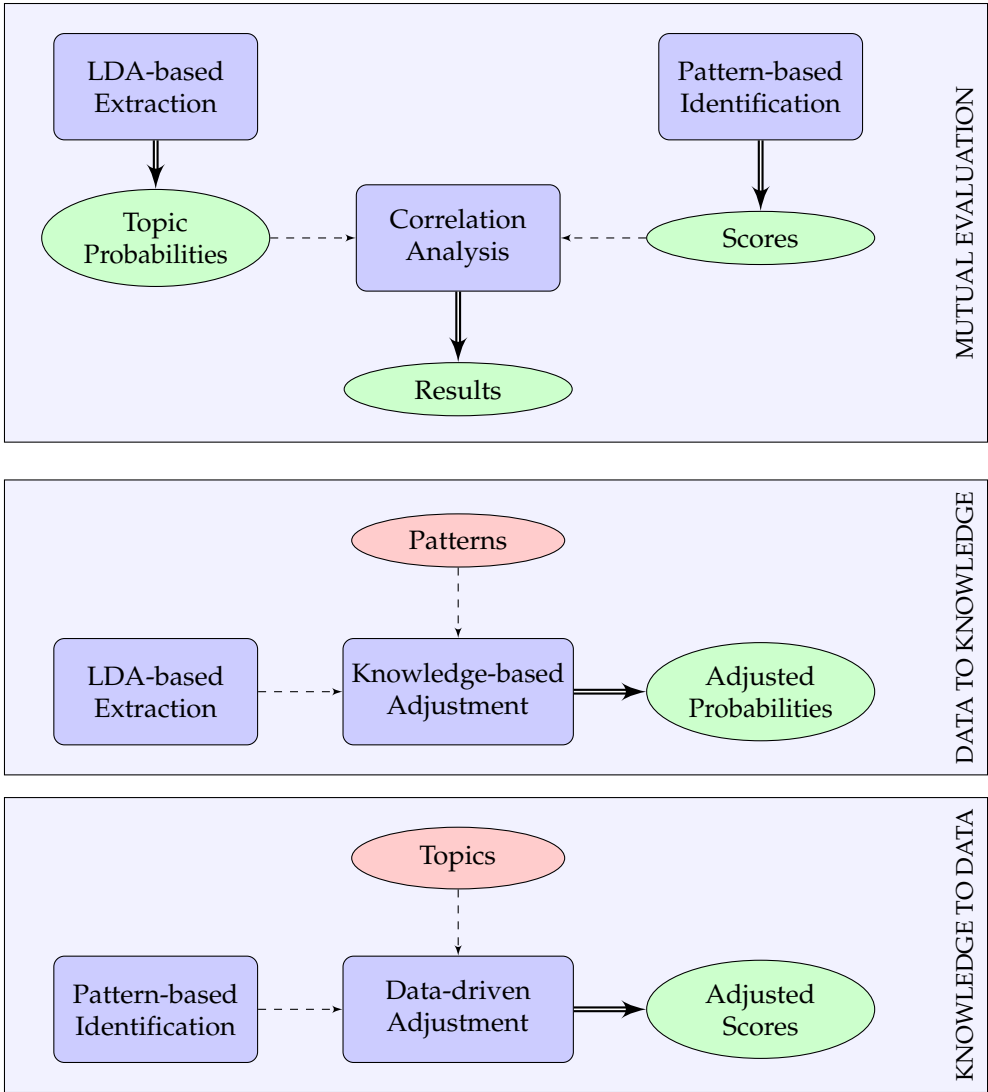 LDA-based
Extraction
Pattern-based
Identification
Topic
Probabilities
Correlation
Analysis
Scores
Results
MUTUAL EVALUATION
Patterns
LDA-based
Extraction
Knowledge-based
Adjustment
Adjusted
Probabilities
DATA TO KNOWLEDGE
Topics
Pattern-based
Identification
Data-driven
Adjustment
Adjusted
Scores
KNOWLEDGE TO DATA